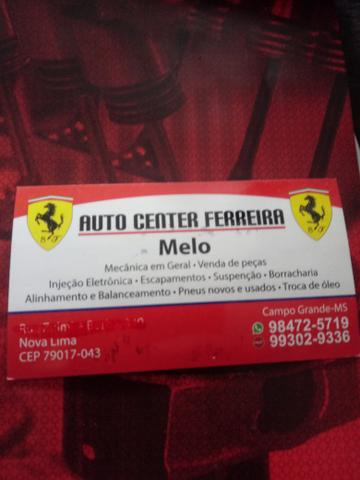 AUTO CENTER FERREIRA
Melo
Mecânica em Geral • Venda de peças
Injeção Eletrônica • Escapamentos • Suspenção • Borracharia
Alinhamento e Balanceamento • Pneus novos e usados • Troca de óleo
Campo Grande-MS
98472-5719
Nova Lima
99302-9336
CEP 79017-043